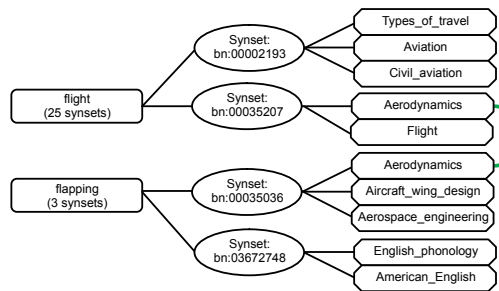 flight
(25 synsets)
Synset:
bn:00002193
Types_of_travel
Aviation
Civil_aviation
Synset:
bn:00035207
Aerodynamics
Flight
flapping
(3 synsets)
Synset:
bn:00035036
Aerodynamics
Aircraft_wing_design
Aerospace_engineering
Synset:
bn:03672748
English_phonology
American_English